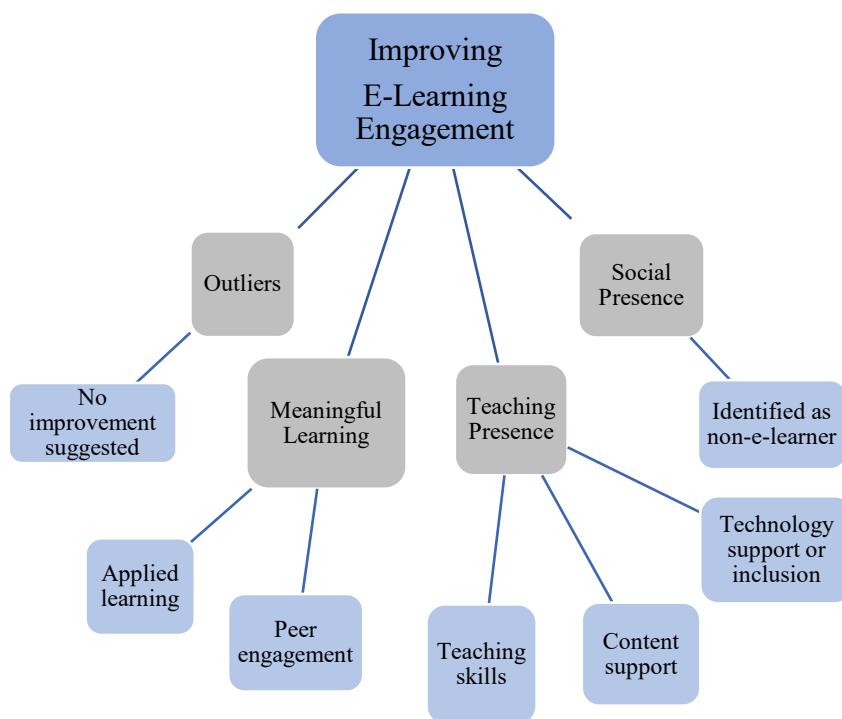 Improving
E-Learning
Engagement
Outliers
Social
Presence
No
improvement
suggested
Meaningful
Learning
Teaching
Presence
Identified as
non-e-learner
Applied
learning
Peer
engagement
Teaching
skills
Content
support
Technology
support or
inclusion